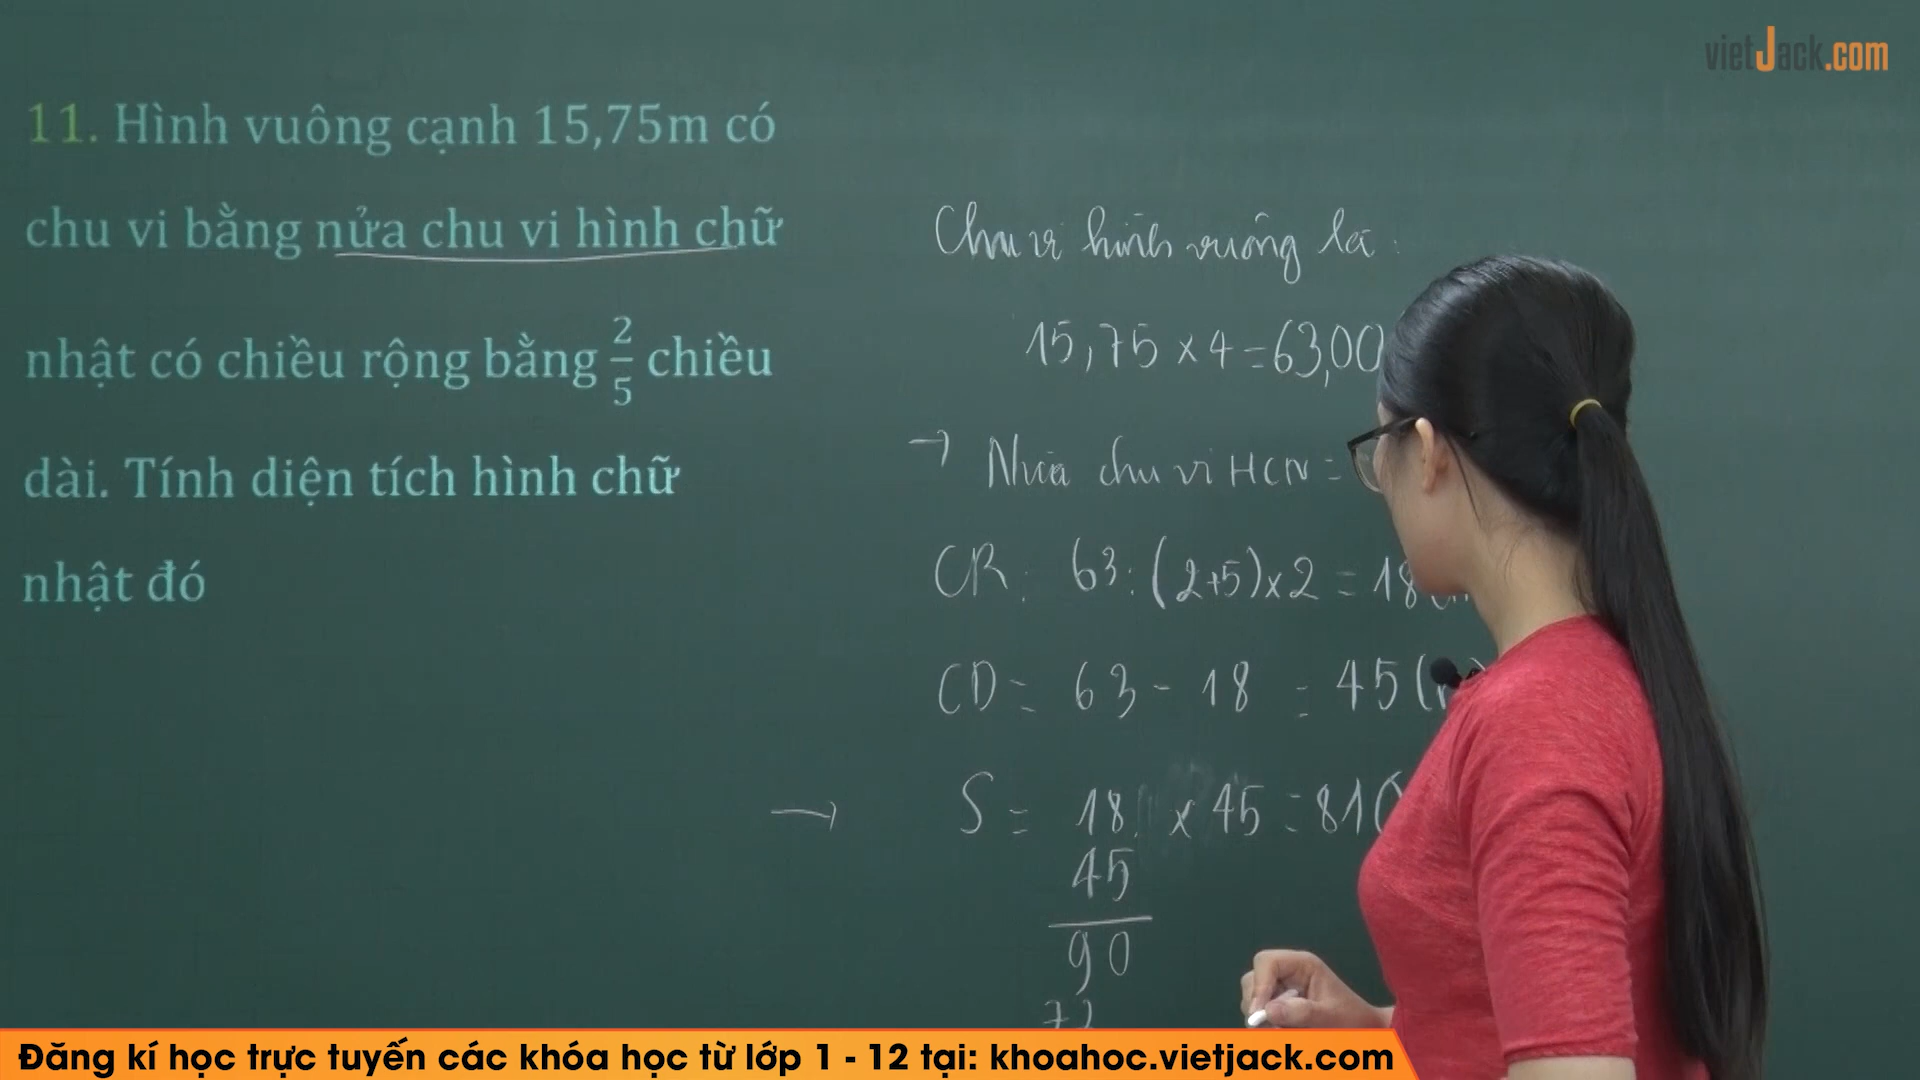 vietJack.com
11. Hình vuông cạnh 15,75m có
chu vi bằng nửa chu vi hình chữ
nhật có chiều rộng bằng 2/5 chiều
dài. Tính diện tích hình chữ
nhật đó
Chu vi hình vuông là:
15,75 × 4 = 63,00
→ Nửa chu vi HCN =
CR: 63 : (2+5) × 2 = 18
CD = 63 - 18 = 45 (
→ S = 18 × 45 = 810
45
90
72
Đăng kí học trực tuyến các khóa học từ lớp 1 - 12 tại: khoahoc.vietjack.com